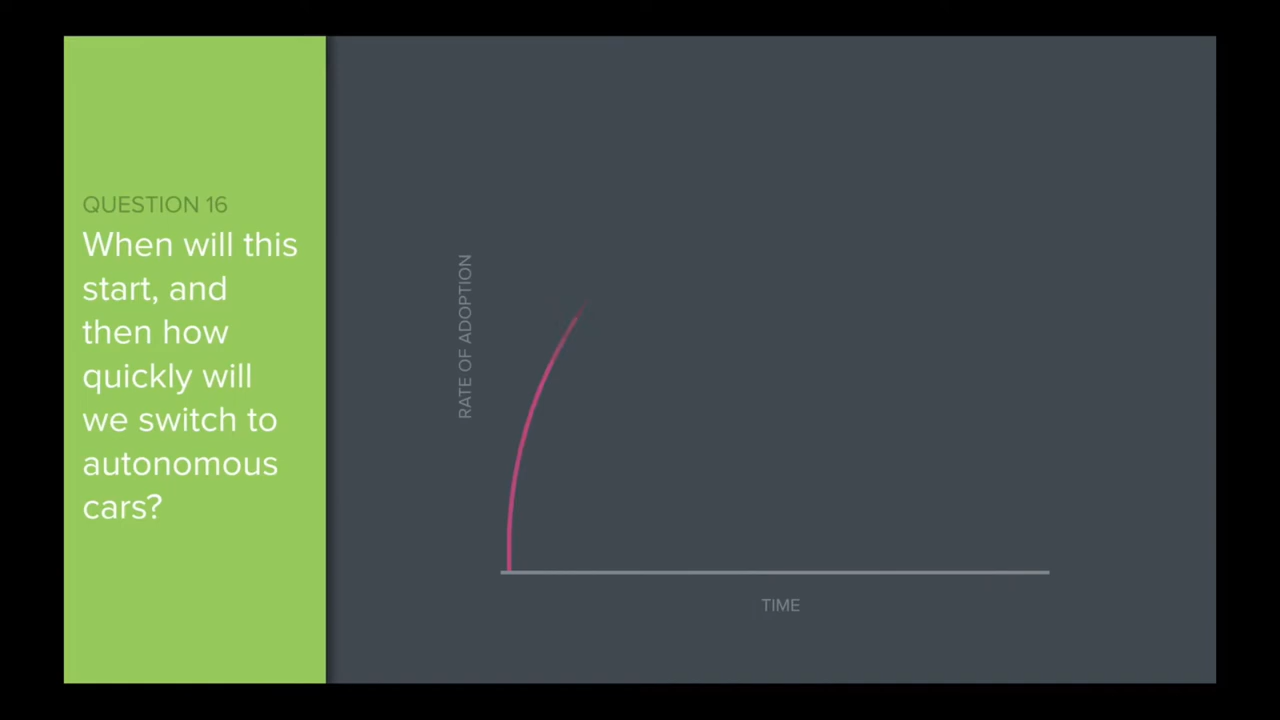 QUESTION 16
When will this
start, and
then how
quickly will
we switch to
autonomous
cars?
RATE OF ADOPTION
TIME